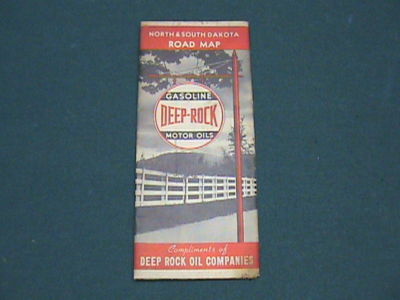 NORTH & SOUTH DAKOTA
ROAD MAP
GASOLINE
DEEP-ROCK
MOTOR OILS
Compliments of
DEEP ROCK OIL COMPANIES